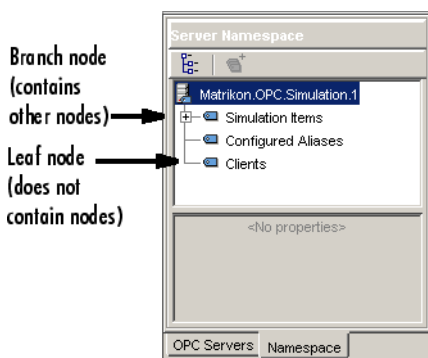 Branch node
(contains
other nodes)
Leaf node
(does not
contain nodes)
Server Namespace
Matrikon.OPC.Simulation.1
Simulation Items
Configured Aliases
Clients
<No properties>
OPC Servers
Namespace